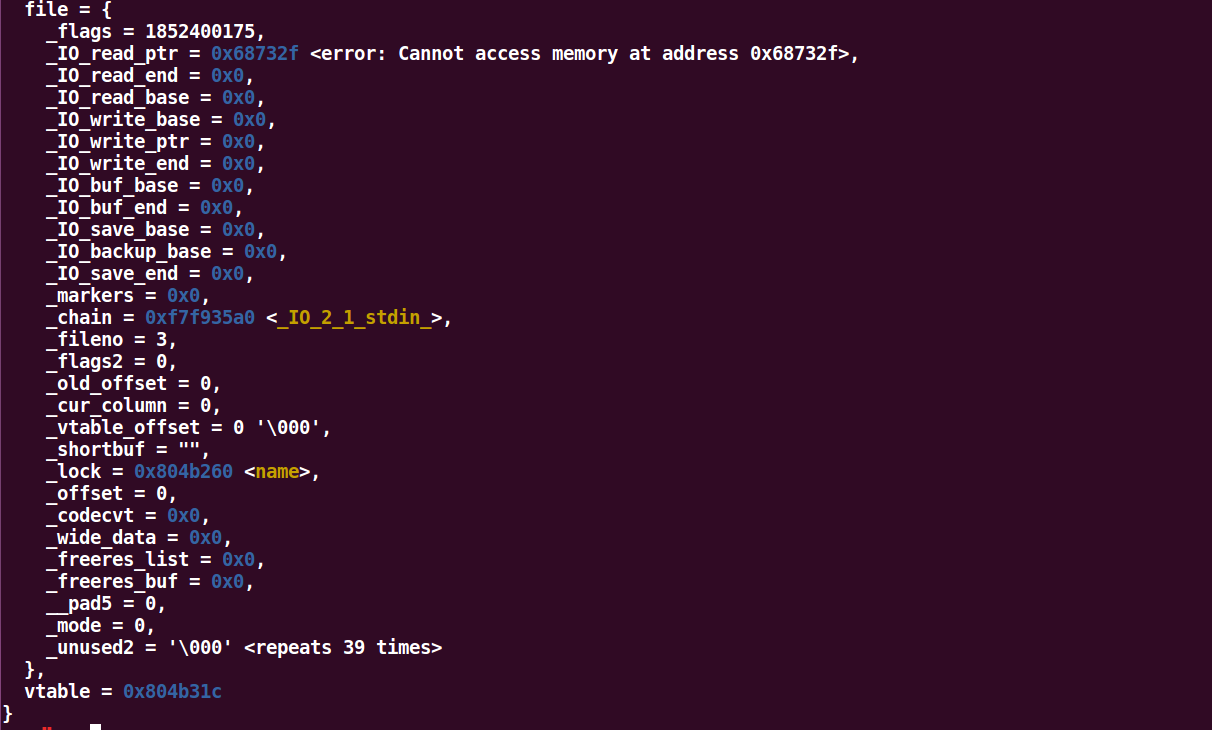 file = {
_flags = 1852400175,
_IO_read_ptr = 0x68732f <error: Cannot access memory at address 0x68732f>,
_IO_read_end = 0x0,
_IO_read_base = 0x0,
_IO_write_base = 0x0,
_IO_write_ptr = 0x0,
_IO_write_end = 0x0,
_IO_buf_base = 0x0,
_IO_buf_end = 0x0,
_IO_save_base = 0x0,
_IO_backup_base = 0x0,
_IO_save_end = 0x0,
_markers = 0x0,
_chain = 0xf7f935a0 <_IO_2_1_stdin_>,
_fileno = 3,
_flags2 = 0,
_old_offset = 0,
_cur_column = 0,
_vtable_offset = 0 '\000',
_shortbuf = "",
_lock = 0x804b260 <name>,
_offset = 0,
_codecvt = 0x0,
_wide_data = 0x0,
_freeres_list = 0x0,
_freeres_buf = 0x0,
__pad5 = 0,
_mode = 0,
_unused2 = '\000' <repeats 39 times>
},
vtable = 0x804b31c
}